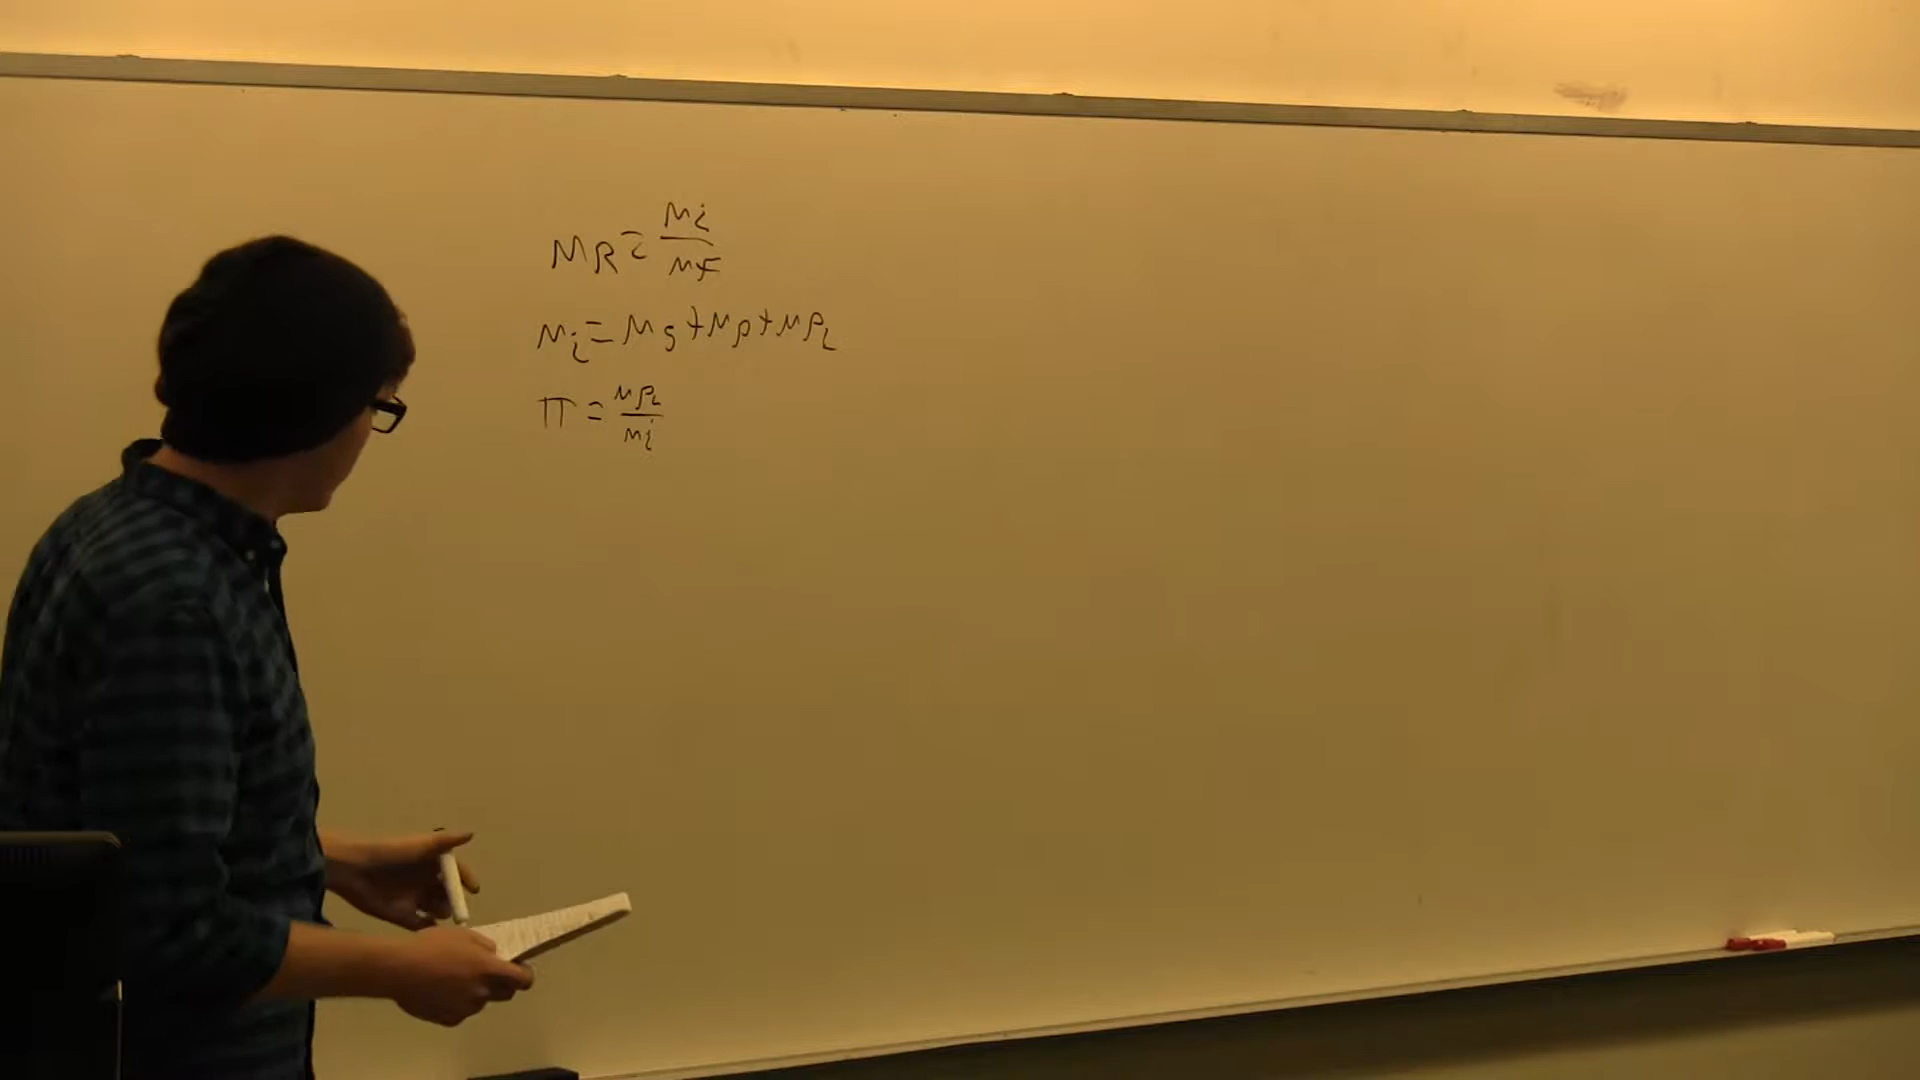 MR = Mi/MF
Mi = Ms + Mp + MPL
π = MPL/Mi